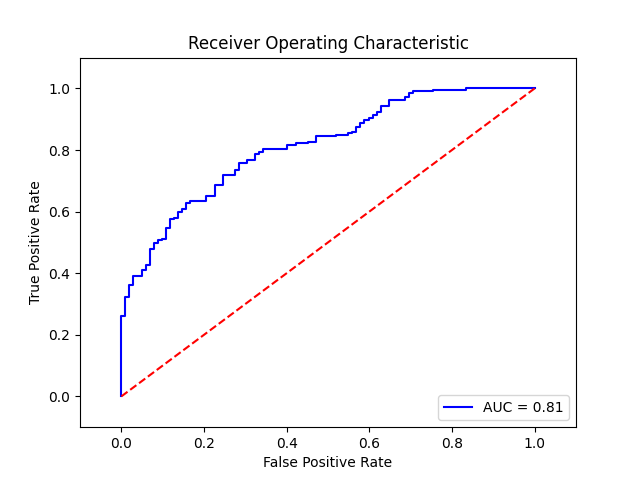 Receiver Operating Characteristic
1.0
0.8
0.6
0.4
0.2
0.0
True Positive Rate
AUC = 0.81
0.0 0.2 0.4 0.6 0.8 1.0
False Positive Rate